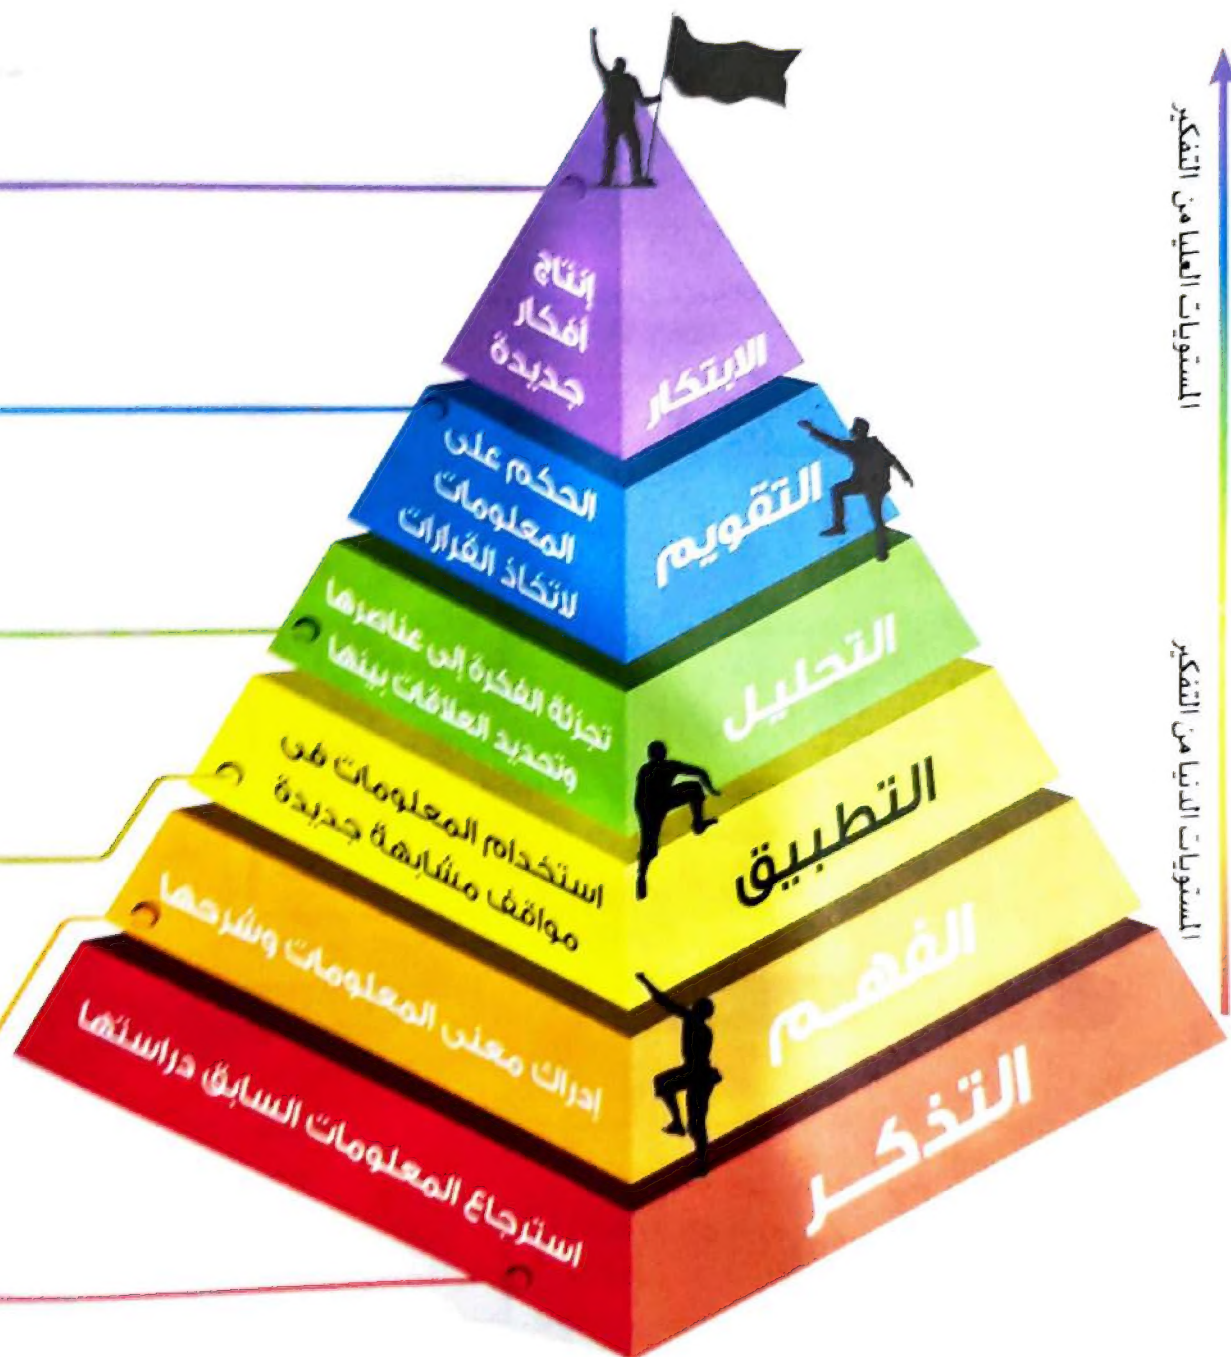 المستويات العليا من التفكير
المستويات الدنيا من التفكير
الابتكار
إنتاج
أفكار
جديدة
التقويم
الحكم على
المعلومات
لاتخاذ القرارات
التحليل
تجزئة الفكرة إلى عناصرها
وتحديد العلاقات بينها
التطبيق
استخدام المعلومات فى
مواقف مشابهة جديدة
الفهم
إدراك معنى المعلومات وشرحها
التذكر
استرجاع المعلومات السابق دراستها